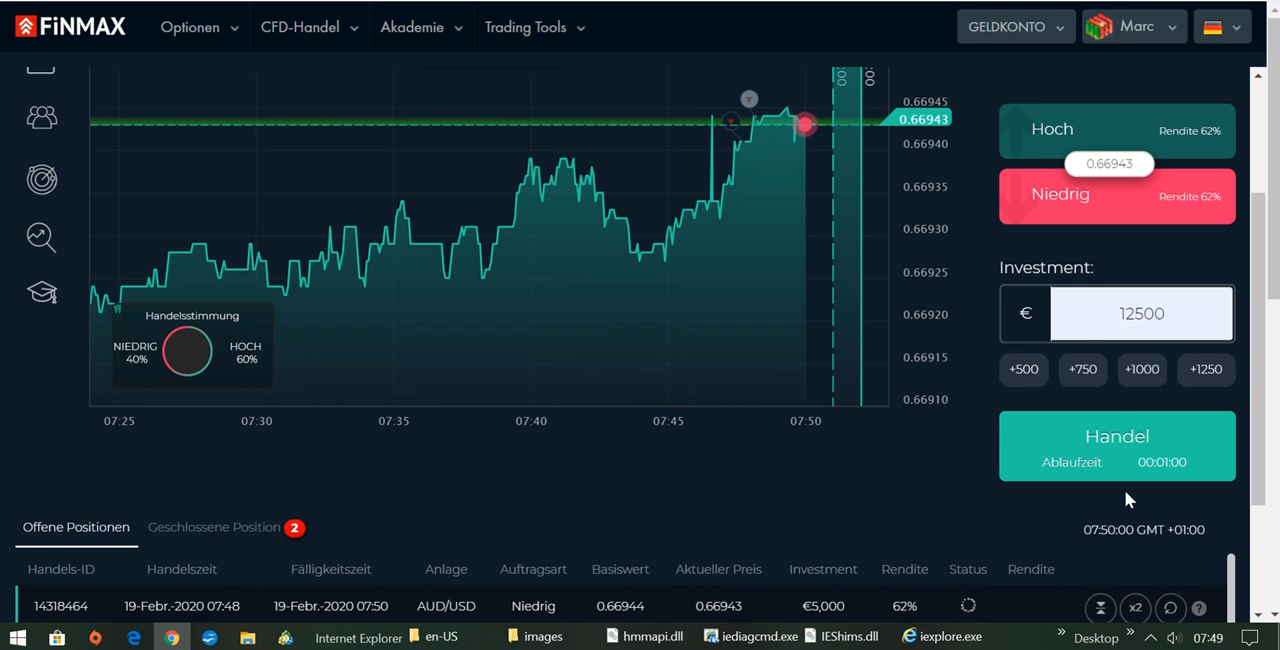 FiNMAX
Optionen
CFD-Handel
Akademie
Trading Tools
GELDKONTO
Marc
:00
0.66945
0.66943
0.66940
0.66935
0.66930
0.66925
0.66920
0.66915
0.66910
Handelsstimmung
NIEDRIG
40%
HOCH
60%
07:25
07:30
07:35
07:40
07:45
07:50
Hoch
Rendite 62%
0.66943
Niedrig
Rendite 62%
Investment:
€ 12500
+500
+750
+1000
+1250
Handel
Ablaufzeit 00:01:00
07:50:00 GMT +01:00
Offene Positionen
Geschlossene Position 2
Handels-ID Handelszeit Fälligkeitszeit Anlage Auftragsart Basiswert Aktueller Preis Investment Rendite Status Rendite
14318464 19-Febr.-2020 07:48 19-Febr.-2020 07:50 AUD/USD Niedrig 0.66944 0.66943 €5,000 62% x2 ?
Internet Explorer en-US images hmmapi.dll iediagcmd.exe IEShims.dll iexplore.exe » Desktop » 07:49